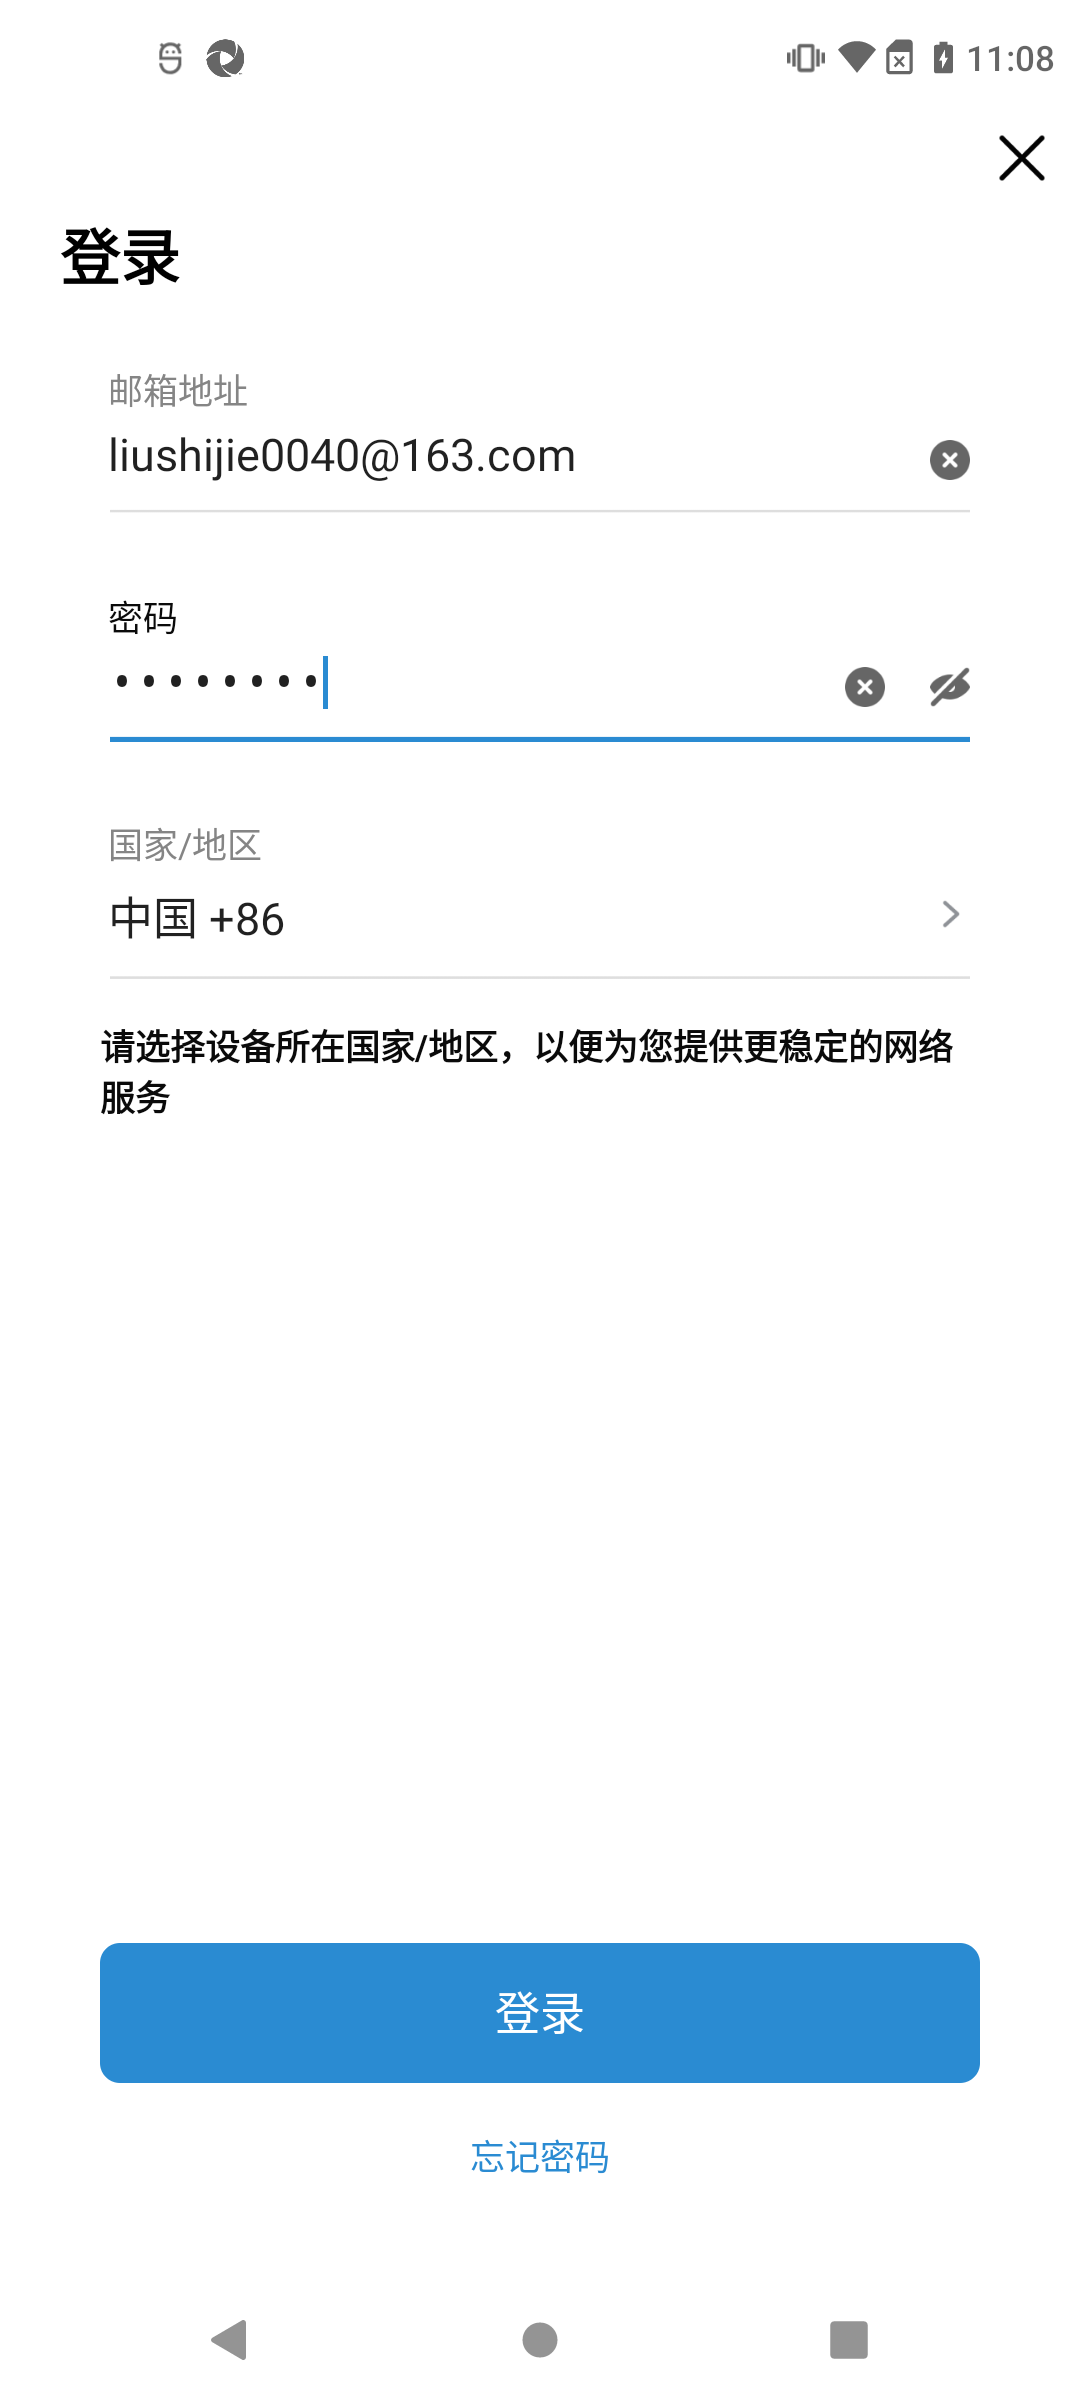 11:08
登录
邮箱地址
liushijie0040@163.com
密码
••••••••
国家/地区
中国 +86
请选择设备所在国家/地区，以便为您提供更稳定的网络
服务
登录
忘记密码